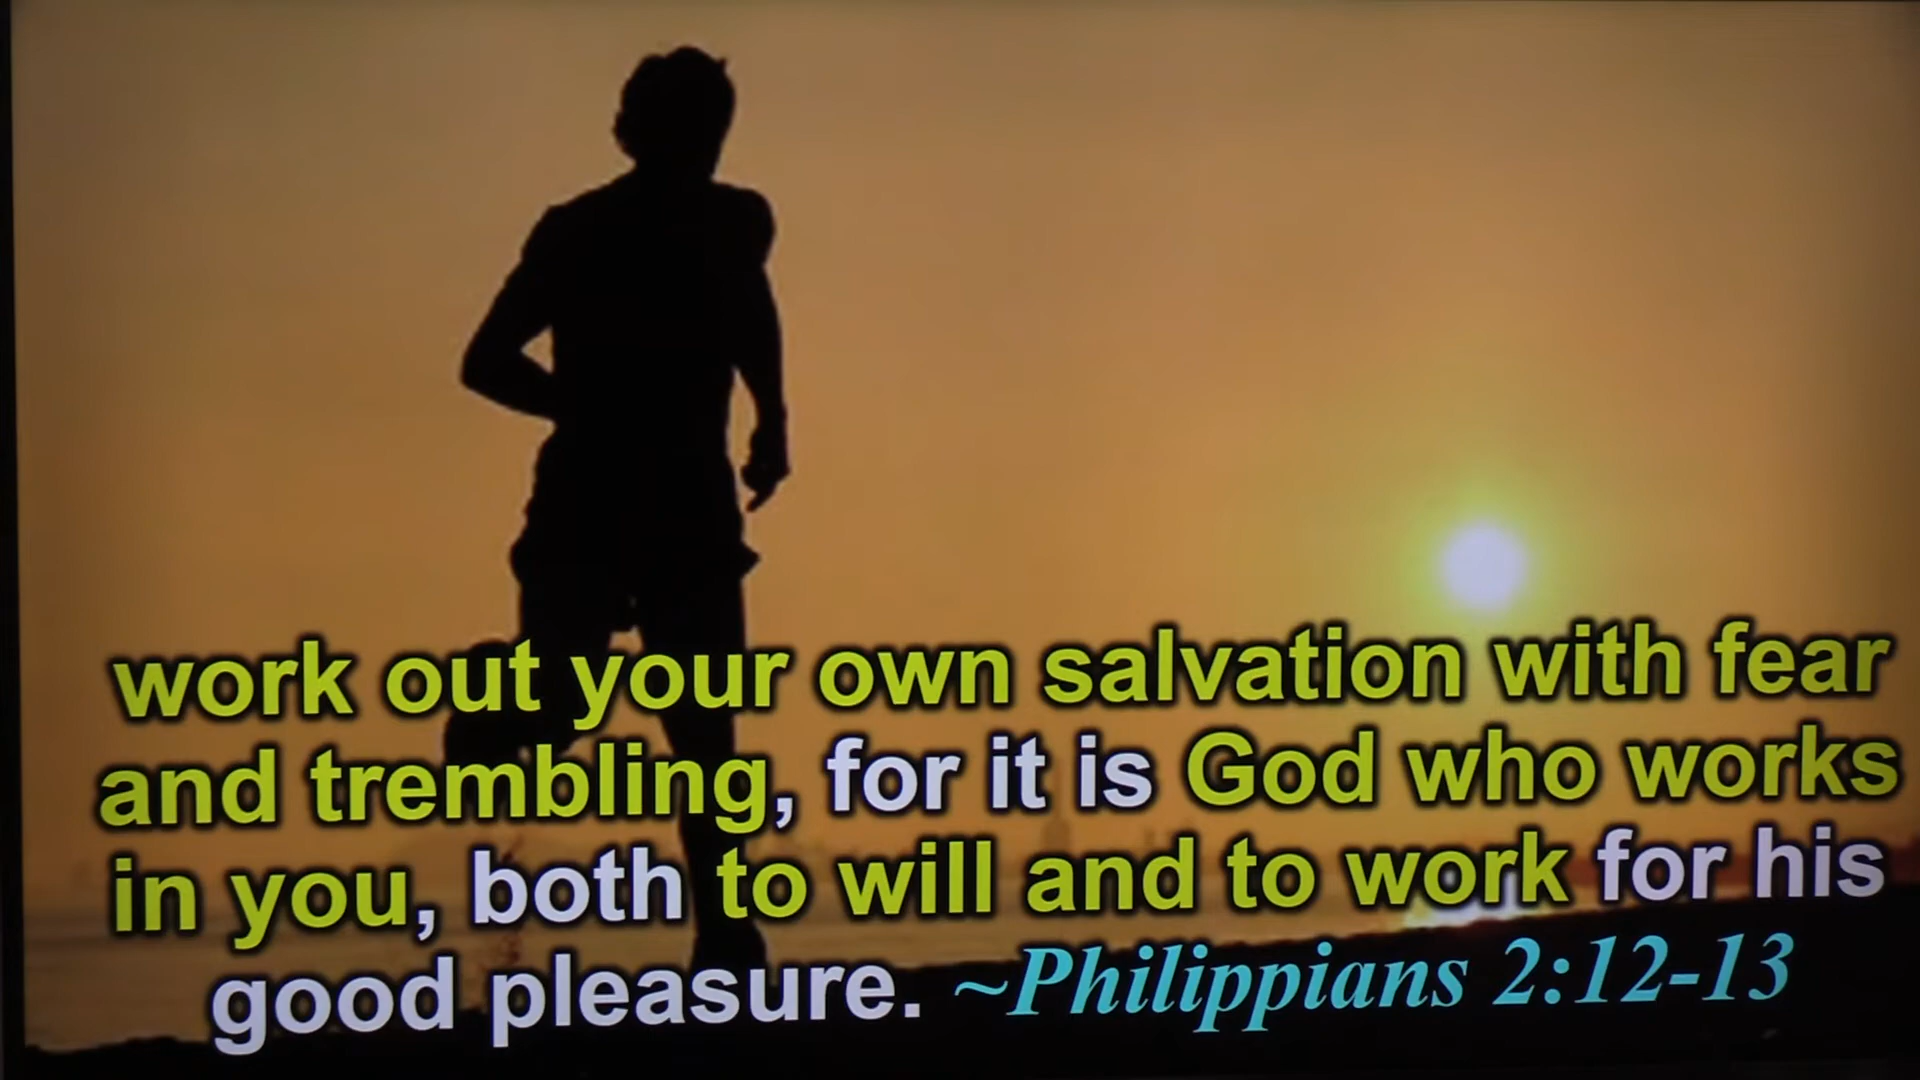 work out your own salvation with fear
and trembling, for it is God who works
in you, both to will and to work for his
good pleasure. ~Philippians 2:12-13